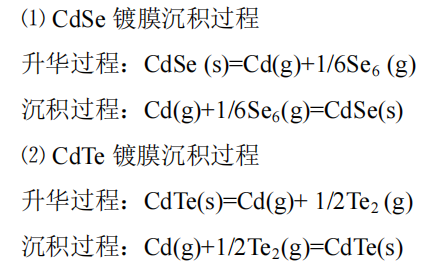 ⑴ CdSe 镀膜沉积过程
升华过程：CdSe (s)=Cd(g)+1/6Se₆ (g)
沉积过程：Cd(g)+1/6Se₆(g)=CdSe(s)
⑵ CdTe 镀膜沉积过程
升华过程：CdTe(s)=Cd(g)+ 1/2Te₂ (g)
沉积过程：Cd(g)+1/2Te₂(g)=CdTe(s)